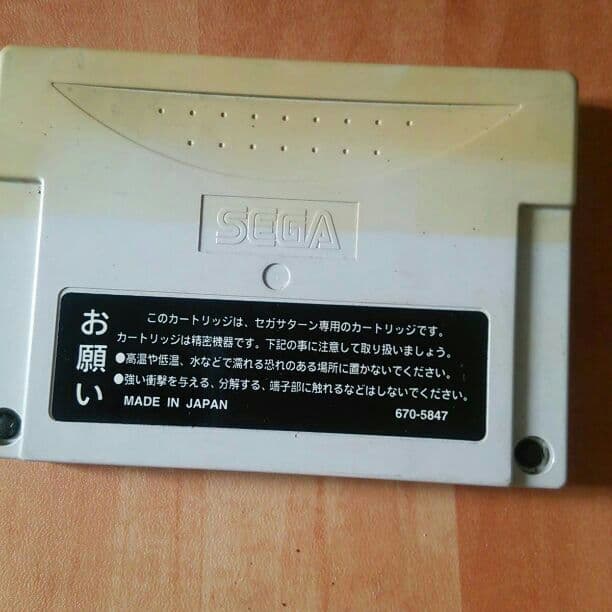 SEGA
お願い
このカートリッジは、セガサターン専用のカートリッジです。
カートリッジは精密機器です。下記の事に注意して取り扱いましょう。
●高温や低温、水などで濡れる恐れのある場所に置かないでください。
●強い衝撃を与える、分解する、端子部に触れるなどはしないでください。
MADE IN JAPAN 670-5847